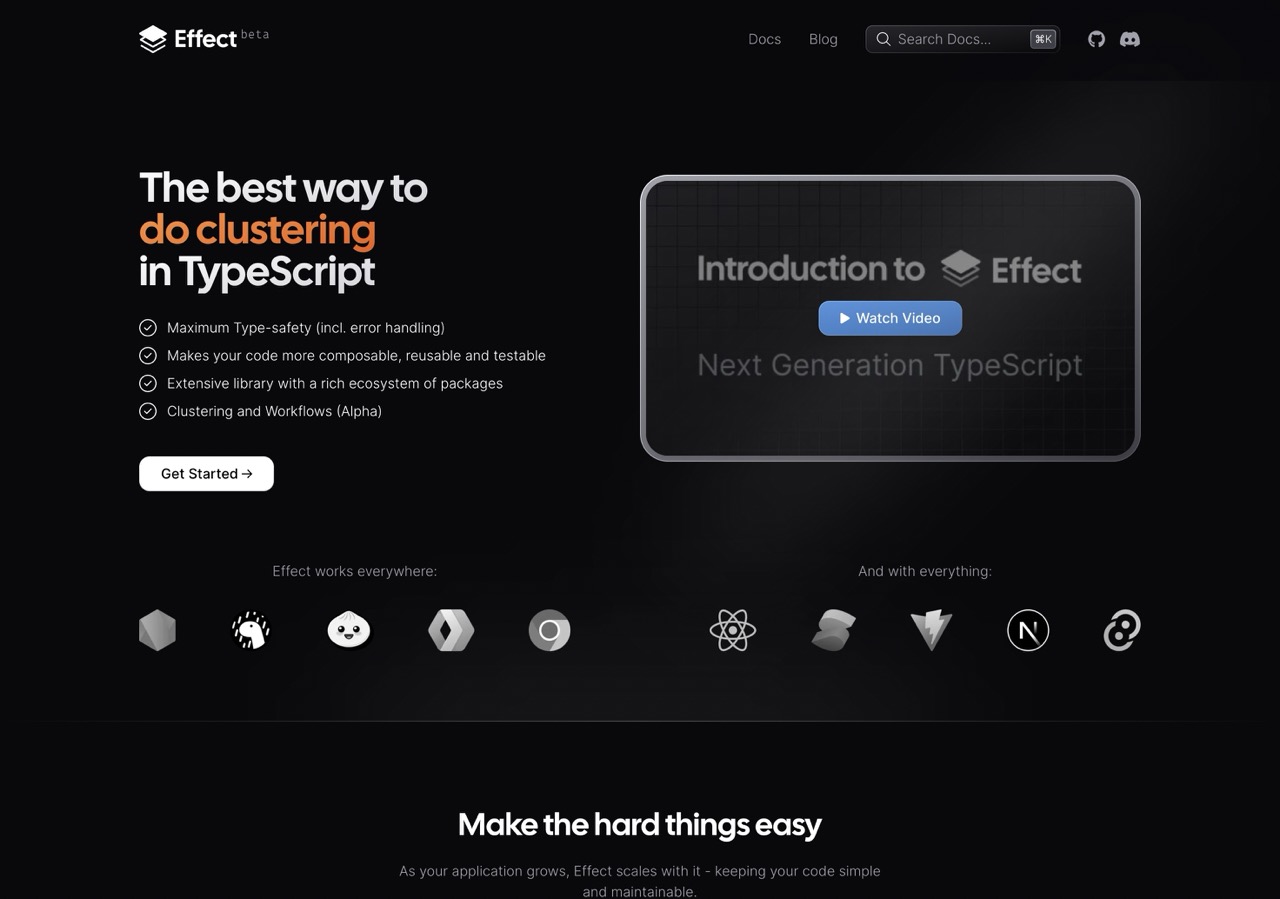 Effect beta
Docs
Blog
Search Docs...
⌘K
The best way to
do clustering
in TypeScript
Maximum Type-safety (incl. error handling)
Makes your code more composable, reusable and testable
Extensive library with a rich ecosystem of packages
Clustering and Workflows (Alpha)
Get Started →
Introduction to Effect
Watch Video
Next Generation TypeScript
Effect works everywhere:
And with everything:
N
Make the hard things easy
As your application grows, Effect scales with it - keeping your code simple
and maintainable.